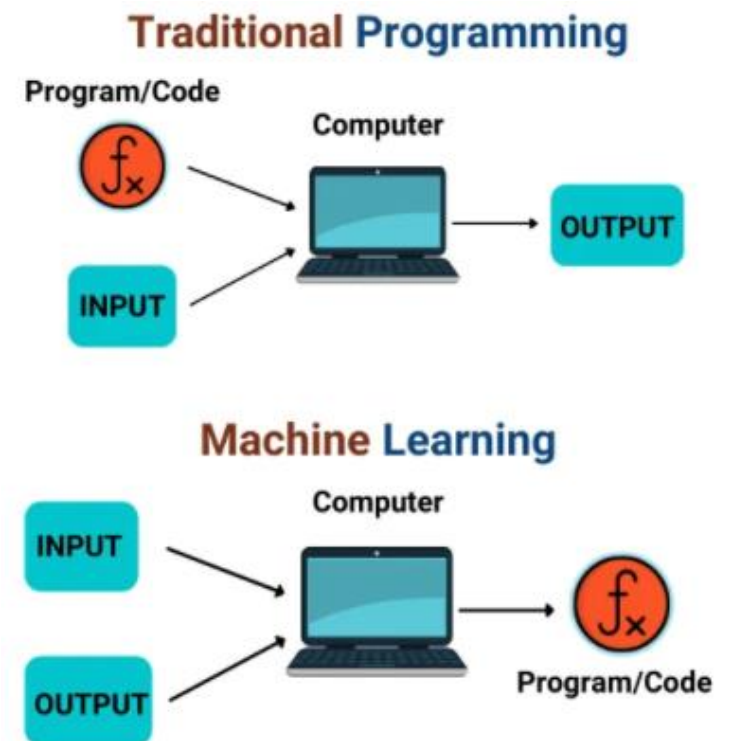 Traditional Programming
Program/Code
Computer
fx
OUTPUT
INPUT
Machine Learning
Computer
INPUT
fx
Program/Code
OUTPUT